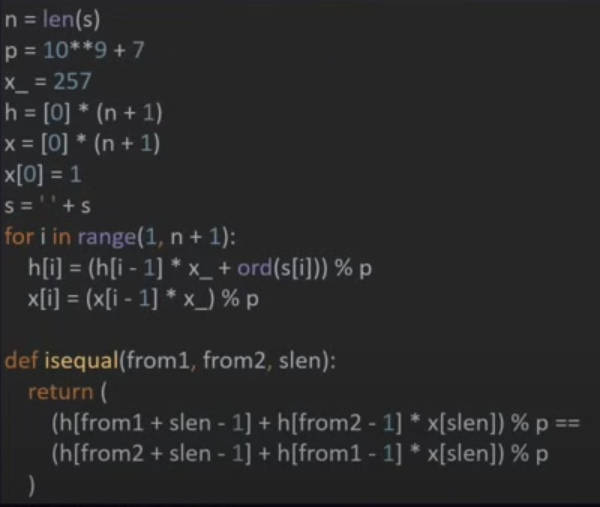 n = len(s)
p = 10**9 + 7
x_ = 257
h = [0] * (n + 1)
x = [0] * (n + 1)
x[0] = 1
s = ' ' + s
for i in range(1, n + 1):
h[i] = (h[i - 1] * x_ + ord(s[i])) % p
x[i] = (x[i - 1] * x_) % p
def isequal(from1, from2, slen):
return (
(h[from1 + slen - 1] + h[from2 - 1] * x[slen]) % p ==
(h[from2 + slen - 1] + h[from1 - 1] * x[slen]) % p
)